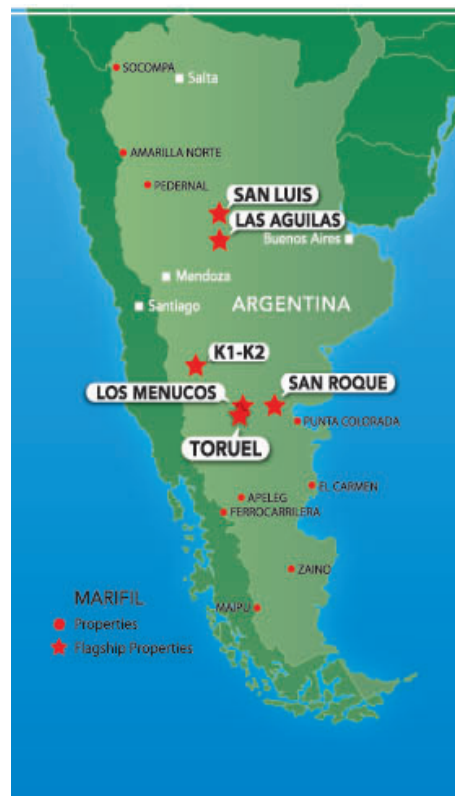 SOCOMPA
Salta
AMARILLA NORTE
PEDERNAL
SAN LUIS
LAS AGUILAS
Buenos Aires
Mendoza
Santiago
ARGENTINA
K1-K2
LOS MENUCOS
SAN ROQUE
PUNTA COLORADA
TORUEL
EL CARMEN
APELEG
FERROCARRILERA
ZAINO
MARIFIL
MAIPU
Properties
Flagship Properties